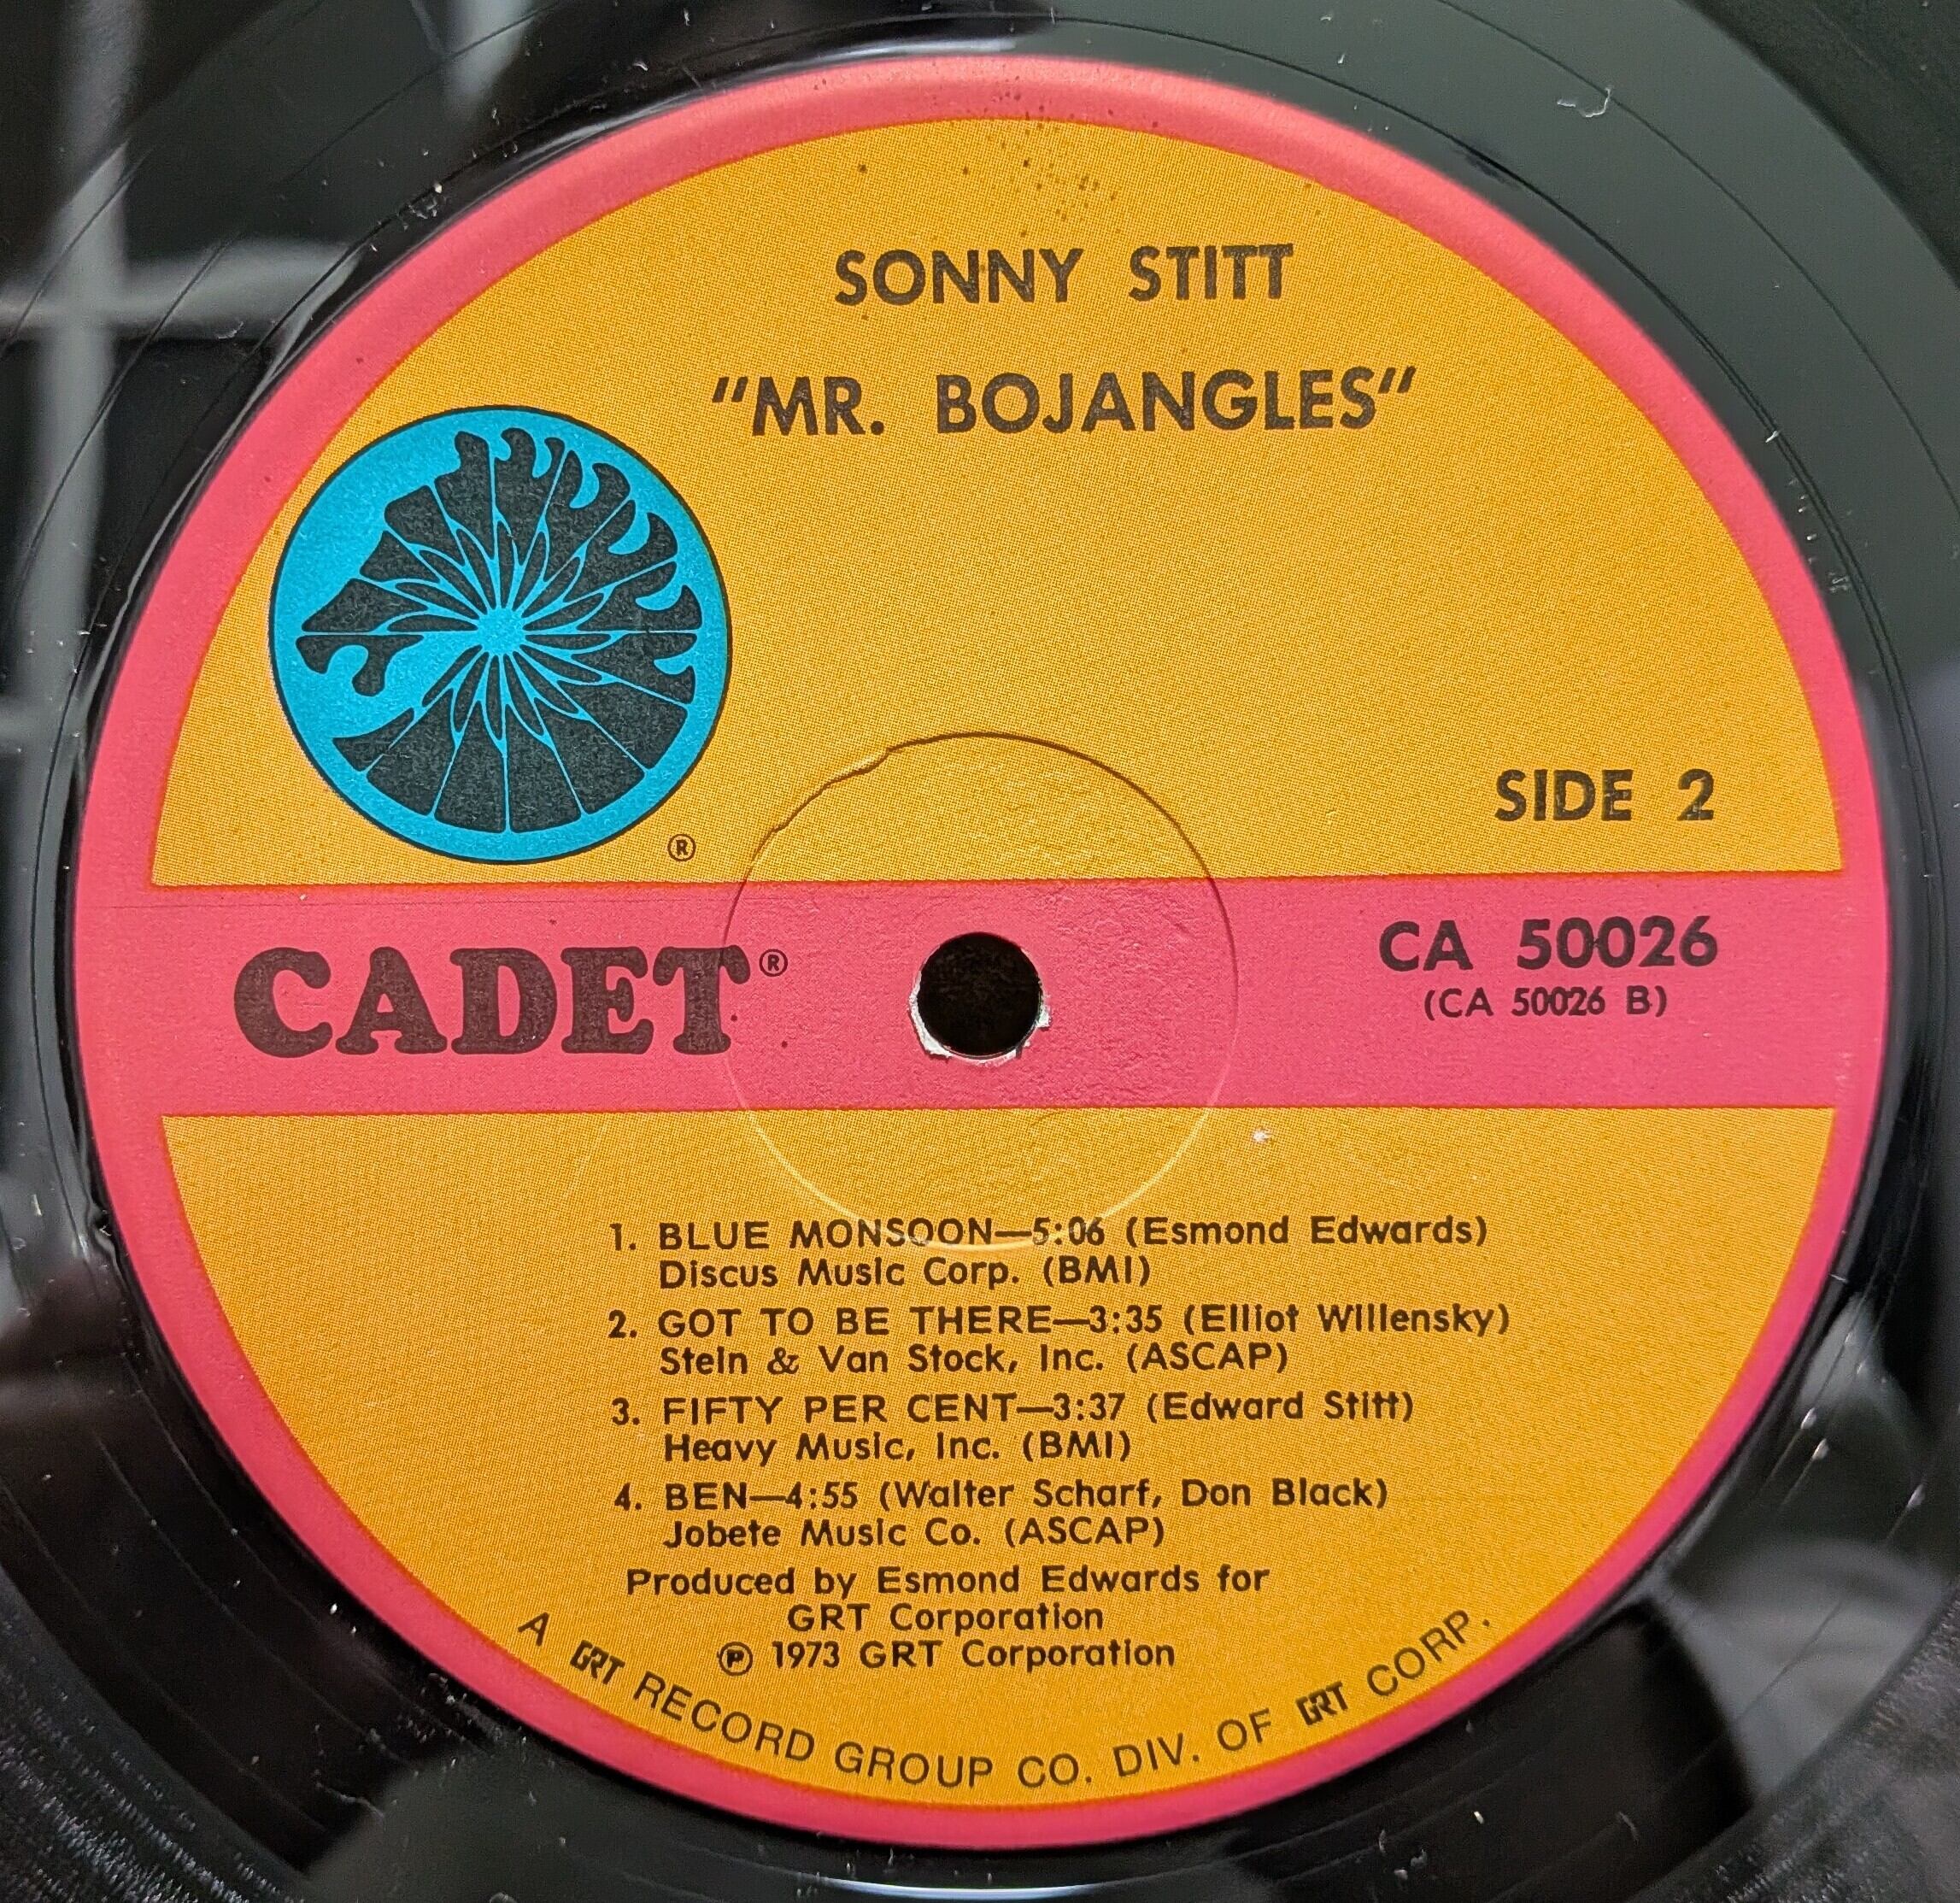 SONNY STITT
"MR. BOJANGLES"
®
SIDE 2
CADET®
CA 50026
(CA 50026 B)
1. BLUE MONSOON—5:06 (Esmond Edwards)
Discus Music Corp. (BMI)
2. GOT TO BE THERE—3:35 (Elliot Willensky)
Stein & Van Stock, Inc. (ASCAP)
3. FIFTY PER CENT—3:37 (Edward Stitt)
Heavy Music, Inc. (BMI)
4. BEN—4:55 (Walter Scharf, Don Black)
Jobete Music Co. (ASCAP)
Produced by Esmond Edwards for
GRT Corporation
℗ 1973 GRT Corporation
A GRT RECORD GROUP CO. DIV. OF GRT CORP.